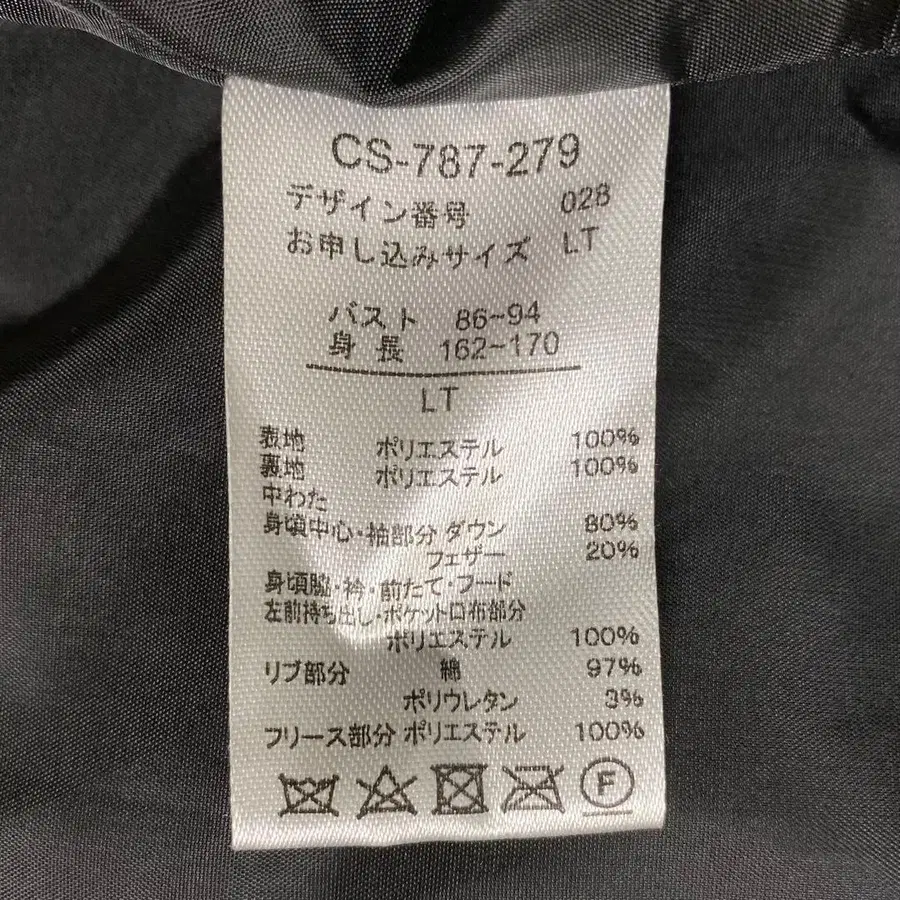 CS-787-279
デザイン番号 028
お申し込みサイズ LT
バスト 86~94
身長 162~170
LT
表地 ポリエステル 100%
裏地 ポリエステル 100%
中わた
身頃中心・袖部分 ダウン 80%
フェザー 20%
身頃脇・衿・前たて・フード
左前持ち出し・ポケット口布部分
ポリエステル 100%
リブ部分 綿 97%
ポリウレタン 3%
フリース部分 ポリエステル 100%
F